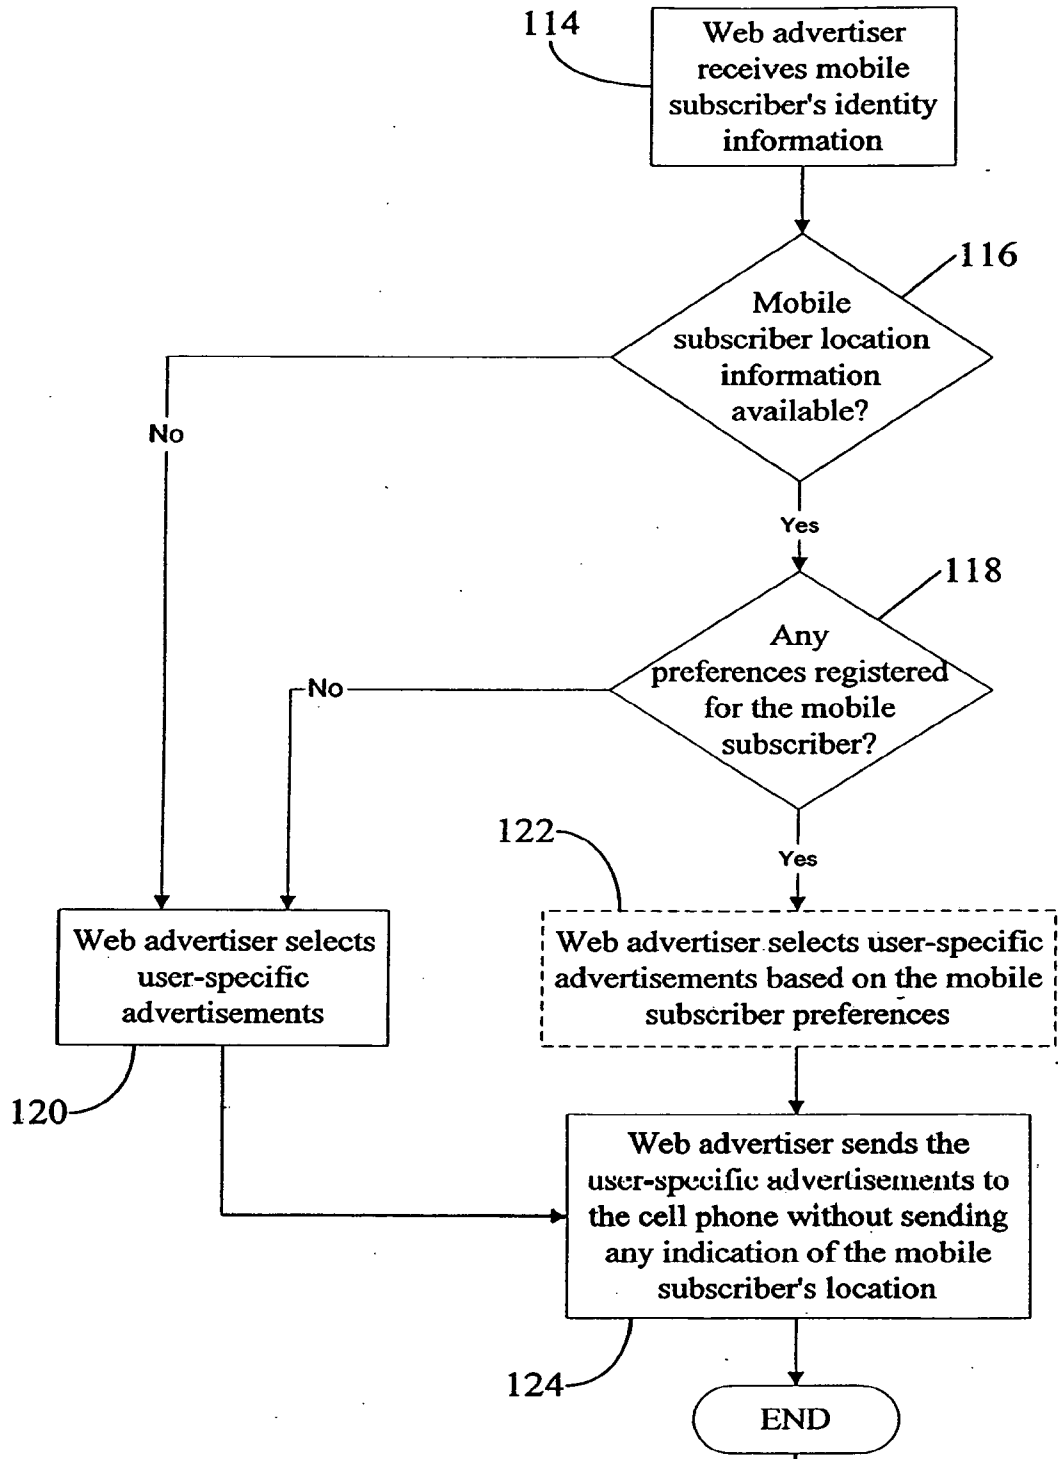 114
Web advertiser
receives mobile
subscriber's identity
information
116
Mobile
subscriber location
information
available?
No
Yes
118
Any
preferences registered
for the mobile
subscriber?
No
Yes
122
Web advertiser selects
user-specific
advertisements
Web advertiser selects user-specific
advertisements based on the mobile
subscriber preferences
120
Web advertiser sends the
user-specific advertisements to
the cell phone without sending
any indication of the mobile
subscriber's location
124
END